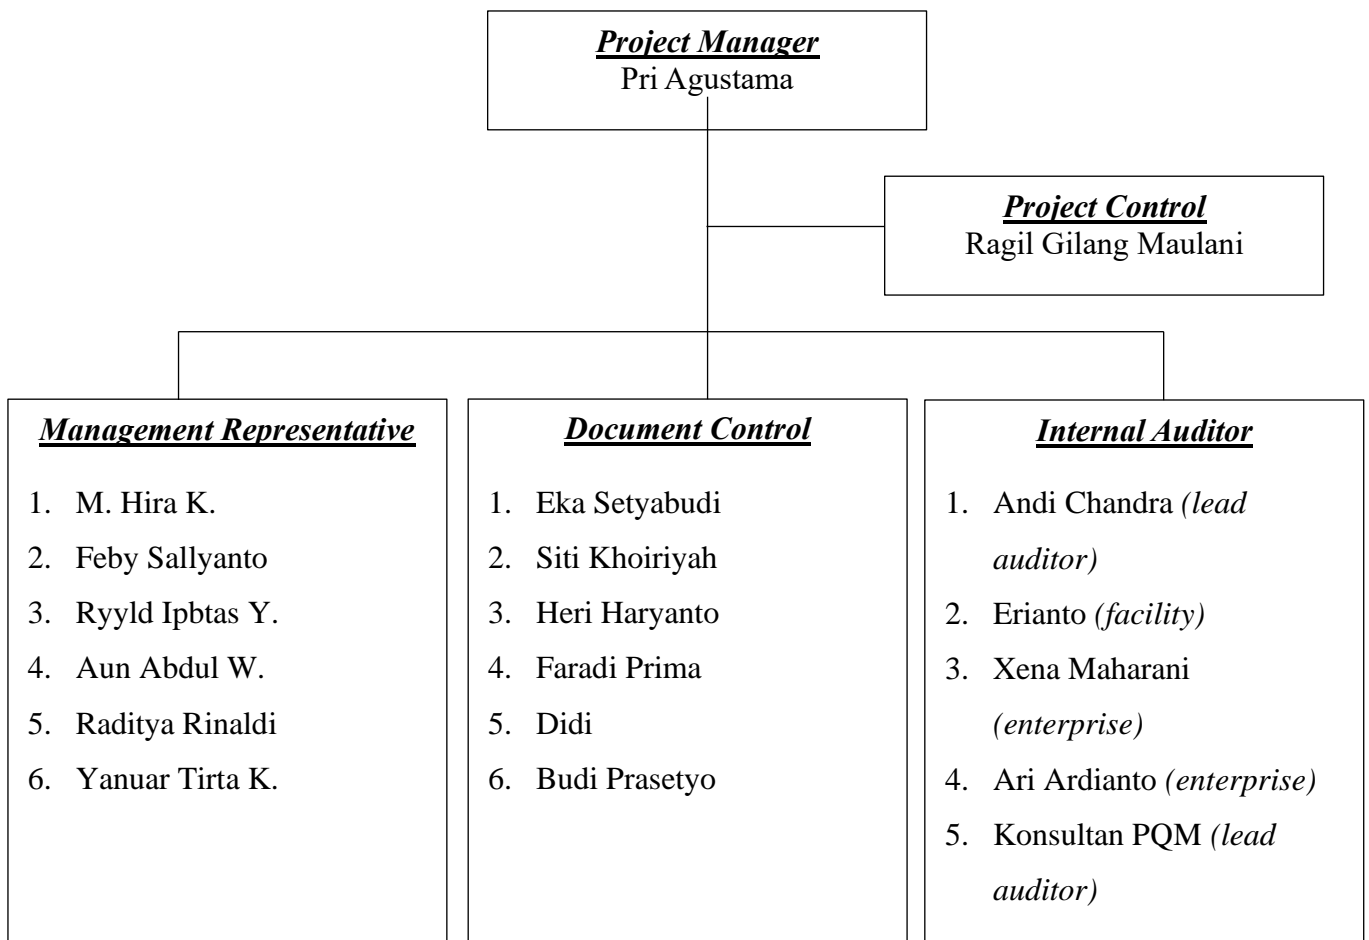 Project Manager
Pri Agustama
Project Control
Ragil Gilang Maulani
Management Representative
1. M. Hira K.
2. Feby Sallyanto
3. Ryyld Ipbtas Y.
4. Aun Abdul W.
5. Raditya Rinaldi
6. Yanuar Tirta K.
Document Control
1. Eka Setyabudi
2. Siti Khoiriyah
3. Heri Haryanto
4. Faradi Prima
5. Didi
6. Budi Prasetyo
Internal Auditor
1. Andi Chandra (lead
auditor)
2. Erianto (facility)
3. Xena Maharani
(enterprise)
4. Ari Ardianto (enterprise)
5. Konsultan PQM (lead
auditor)